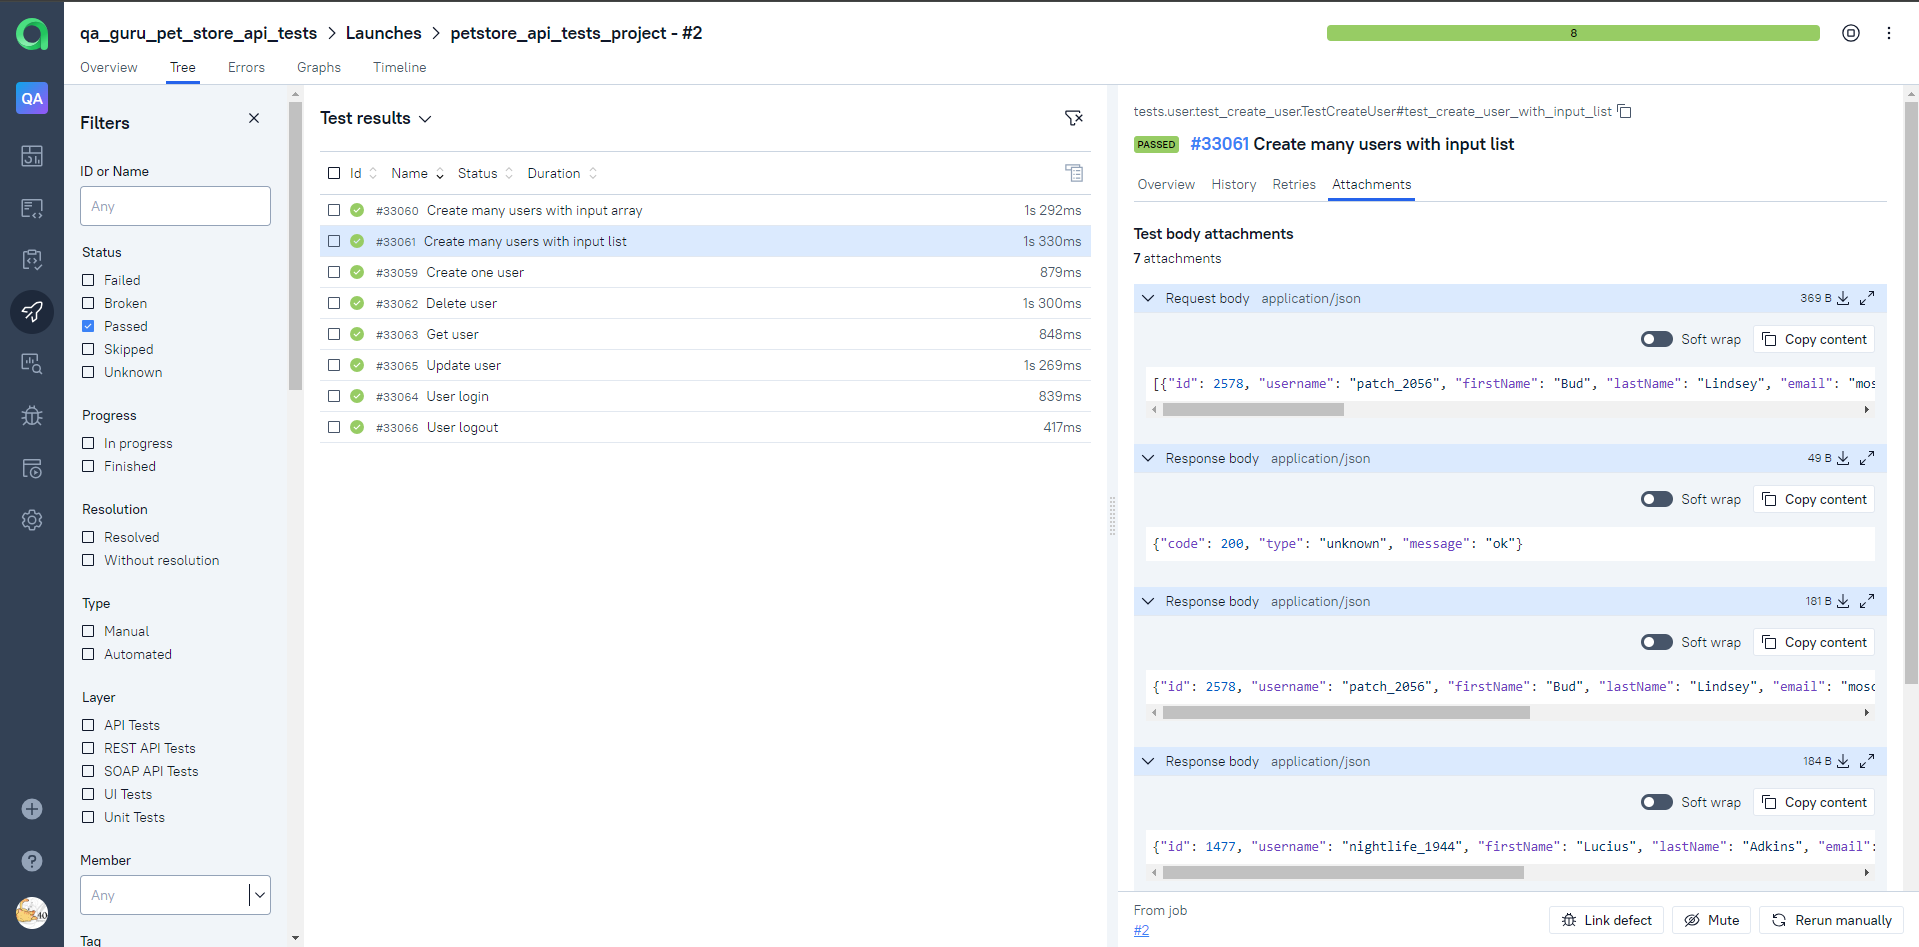 qa_guru_pet_store_api_tests > Launches > petstore_api_tests_project - #2
8
Overview Tree Errors Graphs Timeline
QA
Filters
ID or Name
Any
Status
Failed
Broken
Passed
Skipped
Unknown
Progress
In progress
Finished
Resolution
Resolved
Without resolution
Type
Manual
Automated
Layer
API Tests
REST API Tests
SOAP API Tests
UI Tests
Unit Tests
Member
Any
Tag
Test results
Id Name Status Duration
#33060 Create many users with input array 1s 292ms
#33061 Create many users with input list 1s 330ms
#33059 Create one user 879ms
#33062 Delete user 1s 300ms
#33063 Get user 848ms
#33065 Update user 1s 269ms
#33064 User login 839ms
#33066 User logout 417ms
tests.user.test_create_user.TestCreateUser#test_create_user_with_input_list
PASSED #33061 Create many users with input list
Overview History Retries Attachments
Test body attachments
7 attachments
Request body application/json 369 B
Soft wrap Copy content
[{"id": 2578, "username": "patch_2056", "firstName": "Bud", "lastName": "Lindsey", "email": "mosc
Response body application/json 49 B
Soft wrap Copy content
{"code": 200, "type": "unknown", "message": "ok"}
Response body application/json 181 B
Soft wrap Copy content
{"id": 2578, "username": "patch_2056", "firstName": "Bud", "lastName": "Lindsey", "email": "mosc
Response body application/json 184 B
Soft wrap Copy content
{"id": 1477, "username": "nightlife_1944", "firstName": "Lucius", "lastName": "Adkins", "email":
From job
#2
Link defect Mute Rerun manually